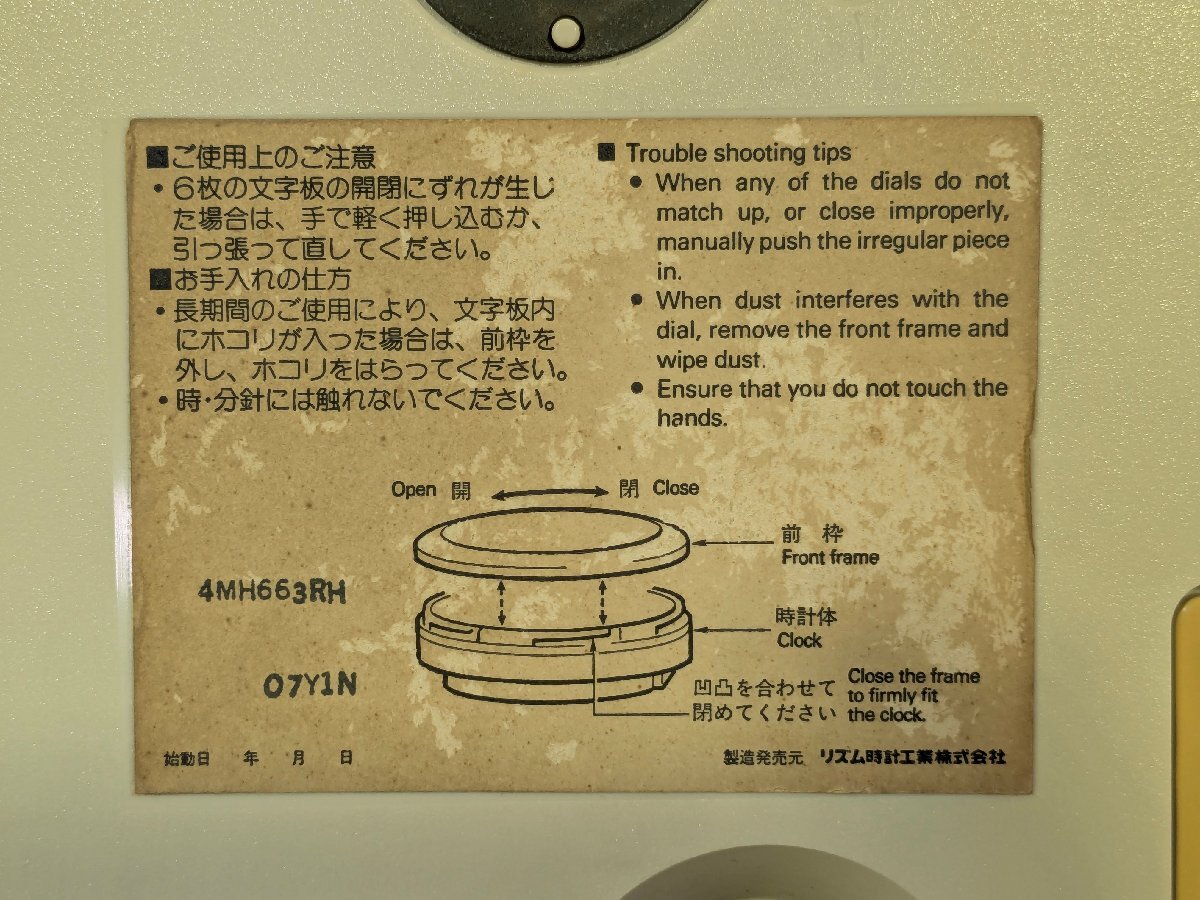 ■ご使用上のご注意
・6枚の文字板の開閉にずれが生じ
た場合は、手で軽く押し込むか、
引っ張って直してください。
■お手入れの仕方
・長期間のご使用により、文字板内
にホコリが入った場合は、前枠を
外し、ホコリをはらってください。
・時・分針には触れないでください。
■ Trouble shooting tips
● When any of the dials do not
match up, or close improperly,
manually push the irregular piece
in.
● When dust interferes with the
dial, remove the front frame and
wipe dust.
● Ensure that you do not touch the
hands.
Open 開 閉 Close
前 枠
Front frame
4MH663RH
時計体
Clock
07Y1N
凹凸を合わせて
閉めてください
Close the frame
to firmly fit
the clock.
始動日 年 月 日
製造発売元 リズム時計工業株式会社